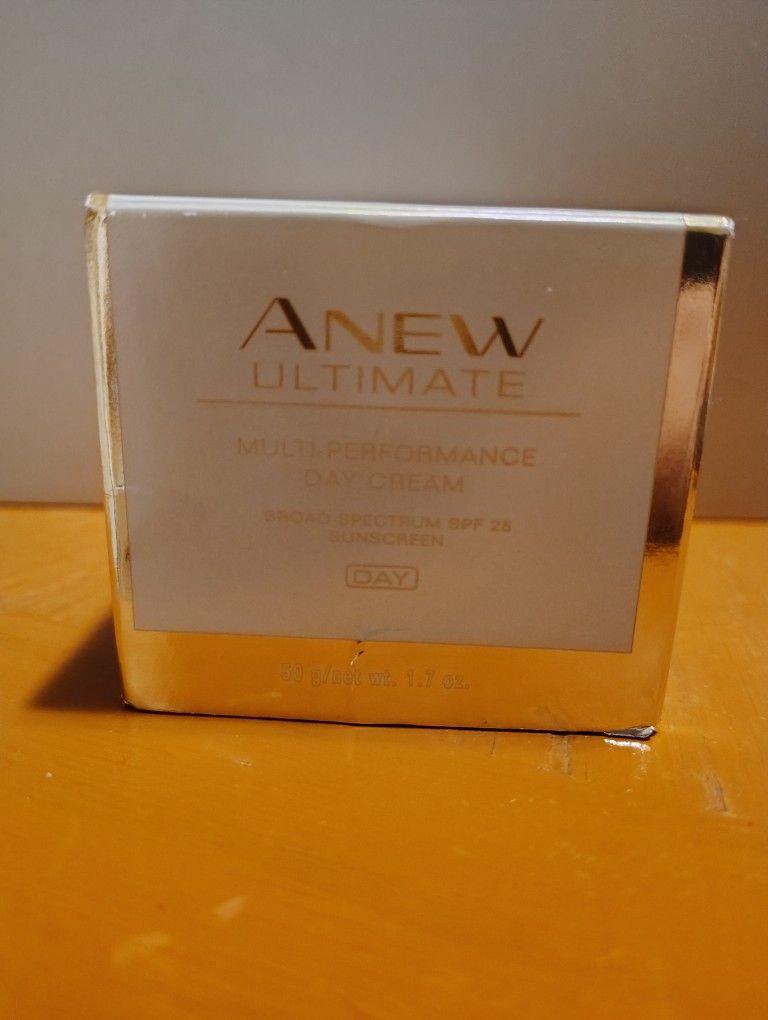 ANEW
ULTIMATE
MULTI-PERFORMANCE
DAY CREAM
BROAD SPECTRUM SPF 25
SUNSCREEN
DAY
50 g/net wt. 1.7 oz.